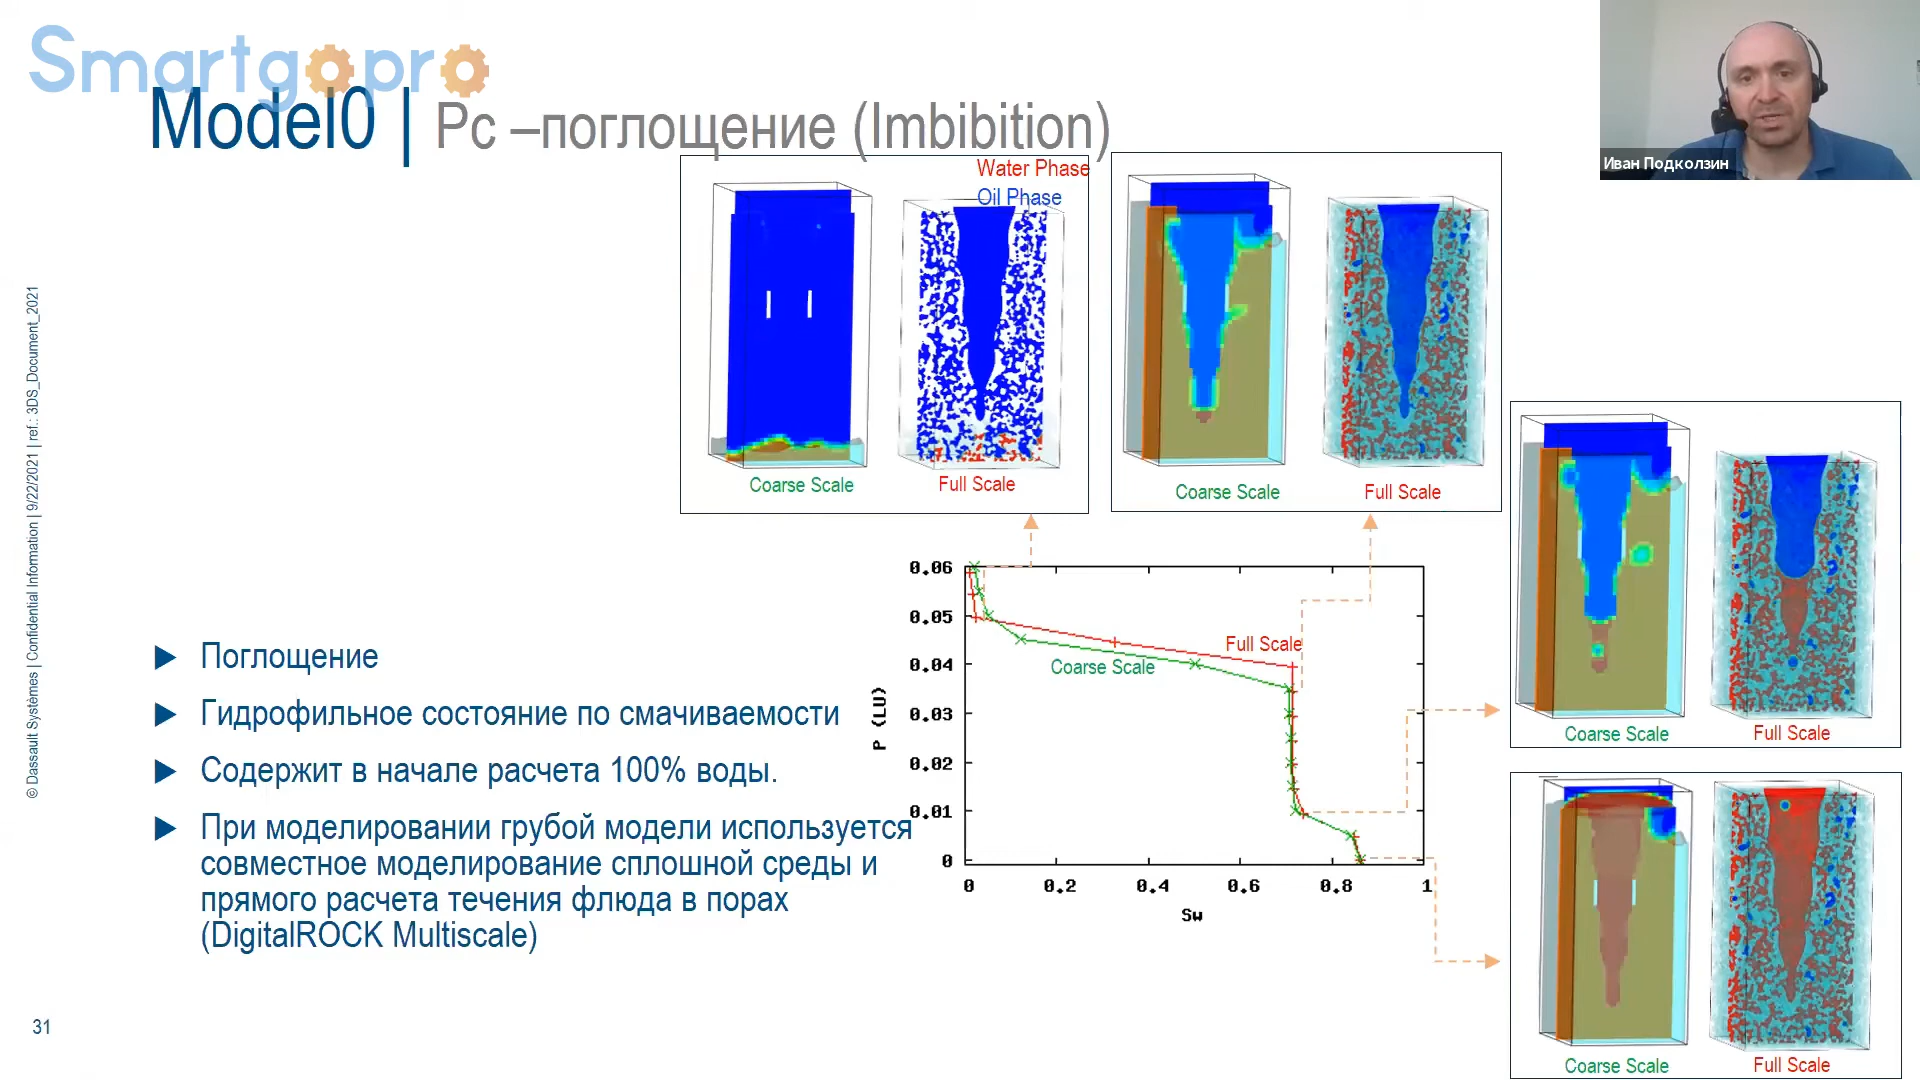 Smartgopro
Model0 | Pc –поглощение (Imbibition)
Иван Подколзин
Water Phase
Oil Phase
Coarse Scale
Full Scale
Coarse Scale
Full Scale
Coarse Scale
Full Scale
Coarse Scale
Full Scale
0.06
0.05
0.04
0.03
0.02
0.01
0
P (LU)
Full Scale
Coarse Scale
0 0.2 0.4 0.6 0.8 1
Sw
Поглощение
Гидрофильное состояние по смачиваемости
Содержит в начале расчета 100% воды.
При моделировании грубой модели используется
совместное моделирование сплошной среды и
прямого расчета течения флюда в порах
(DigitalROCK Multiscale)
© Dassault Systèmes | Confidential Information | 9/22/2021 | ref.: 3DS_Document_2021
31